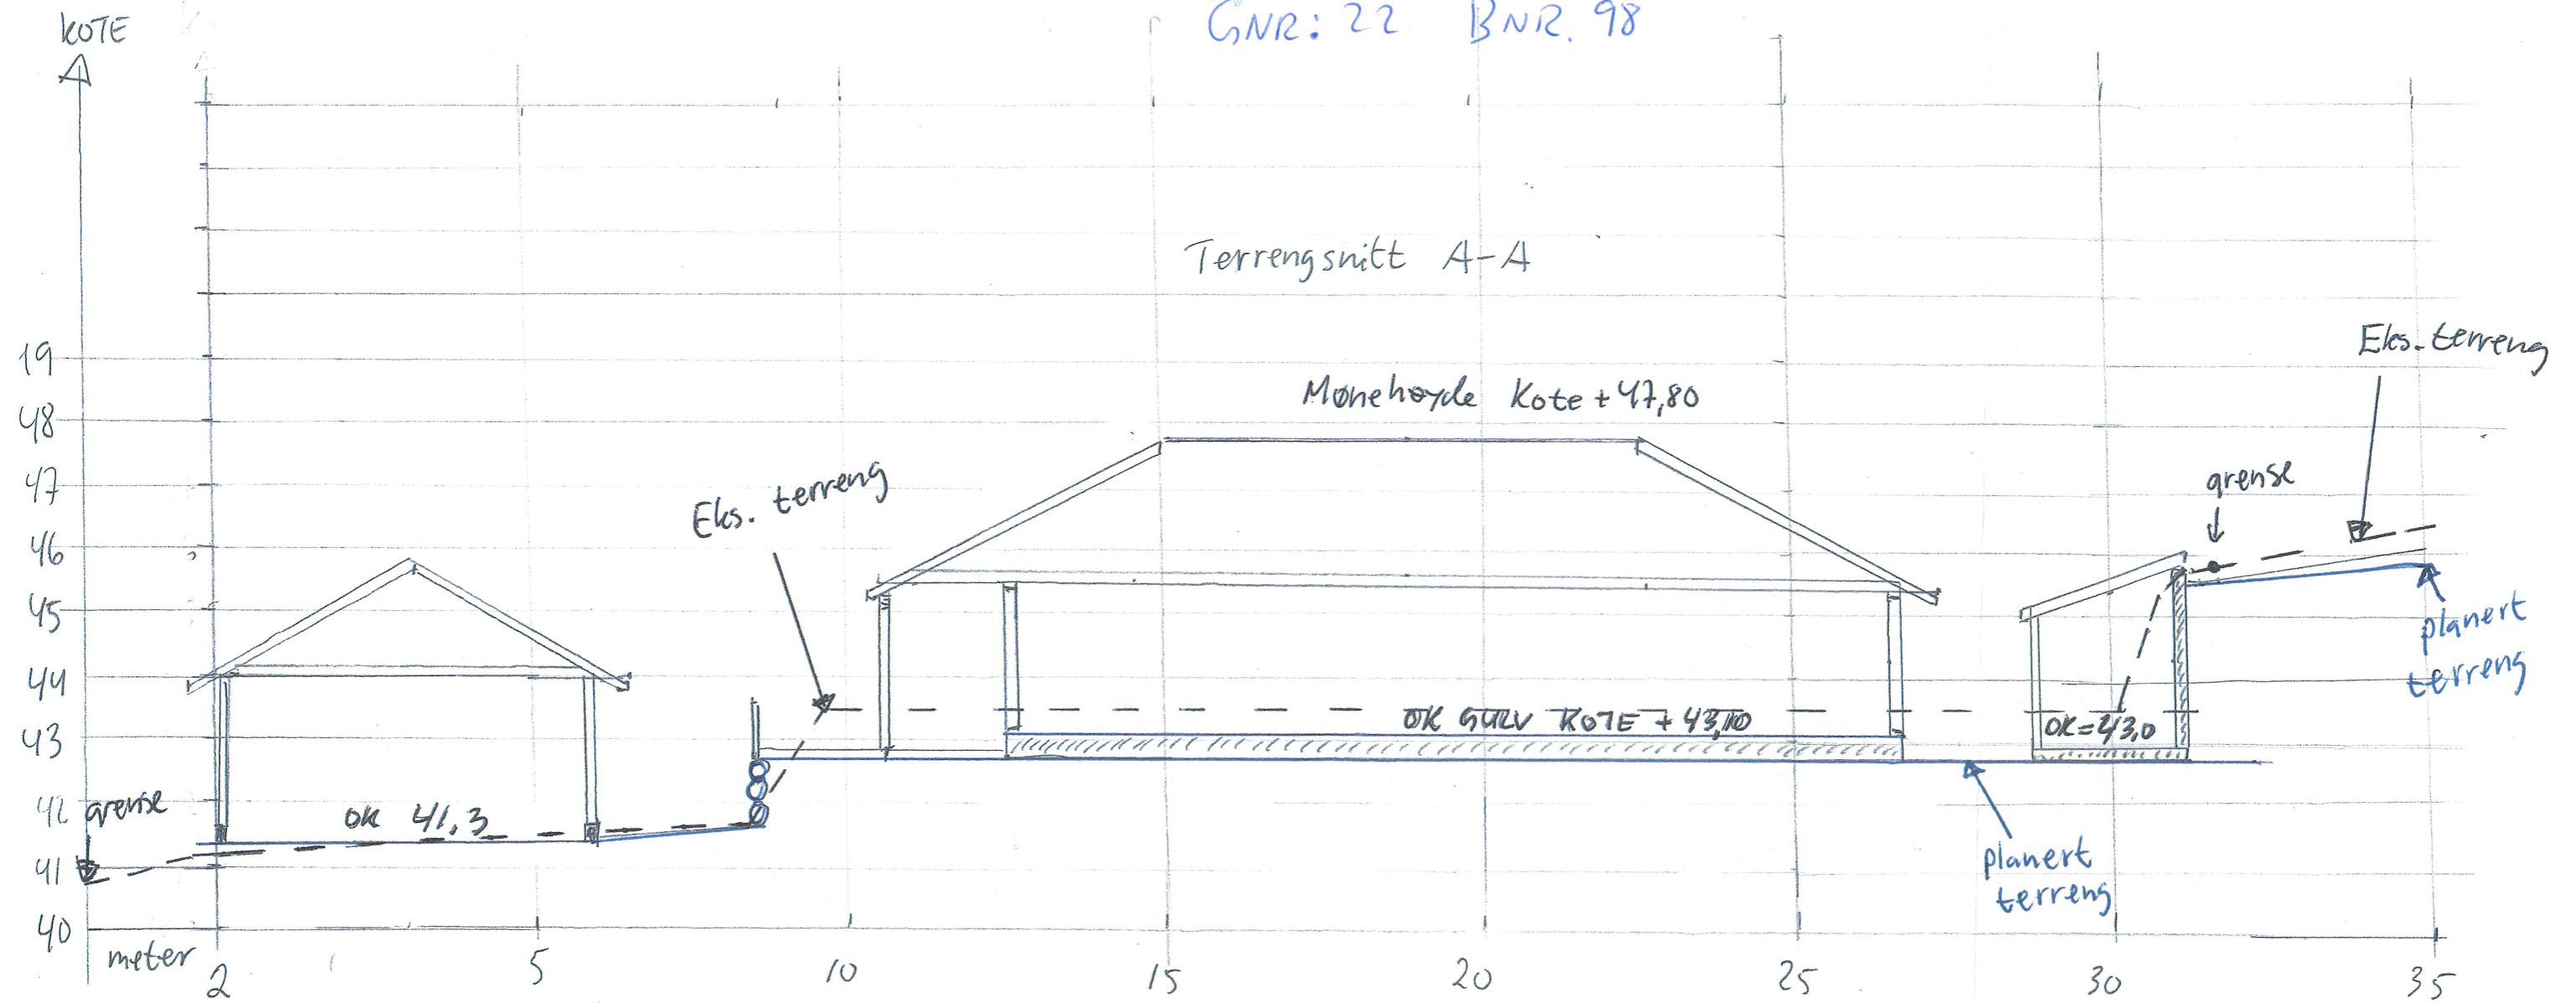 KOTE
GNR: 22 BNR. 98
Terrengsnitt A-A
19
48
47
46
45
44
43
42
41
40
Mønehøyde Kote + 47,80
Eks. terreng
Eks. terreng
grense
planert
terreng
OK GULV KOTE + 43,10
OK=43,0
grense
OK 41,3
planert
terreng
meter
2 5 10 15 20 25 30 35